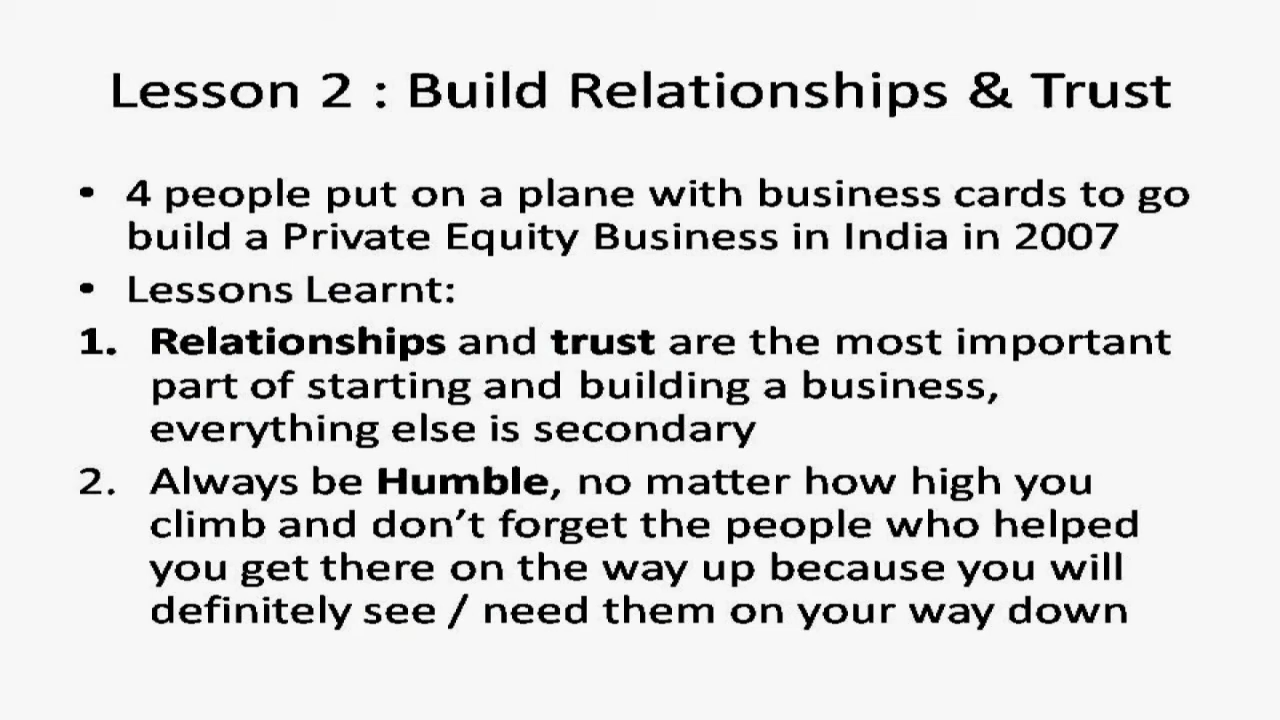 Lesson 2 : Build Relationships & Trust
• 4 people put on a plane with business cards to go
build a Private Equity Business in India in 2007
• Lessons Learnt:
1. Relationships and trust are the most important
part of starting and building a business,
everything else is secondary
2. Always be Humble, no matter how high you
climb and don’t forget the people who helped
you get there on the way up because you will
definitely see / need them on your way down